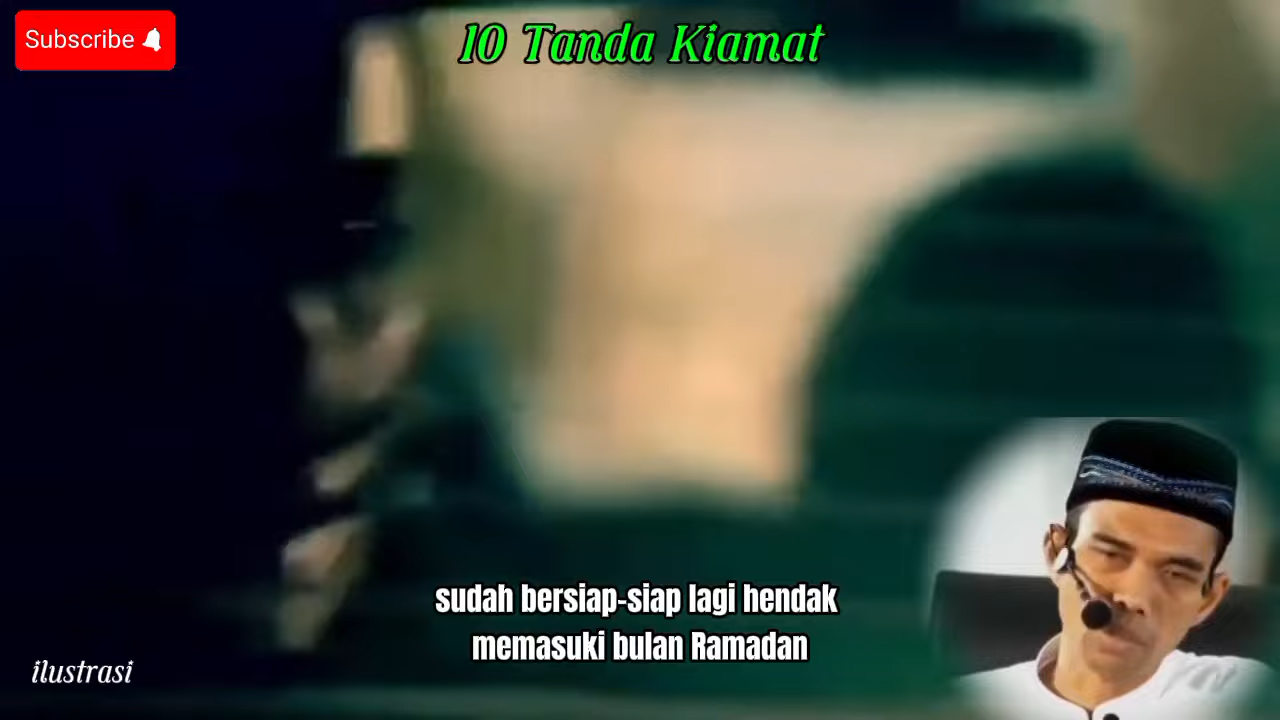 Subscribe
10 Tanda Kiamat
sudah bersiap-siap lagi hendak
memasuki bulan Ramadan
ilustrasi